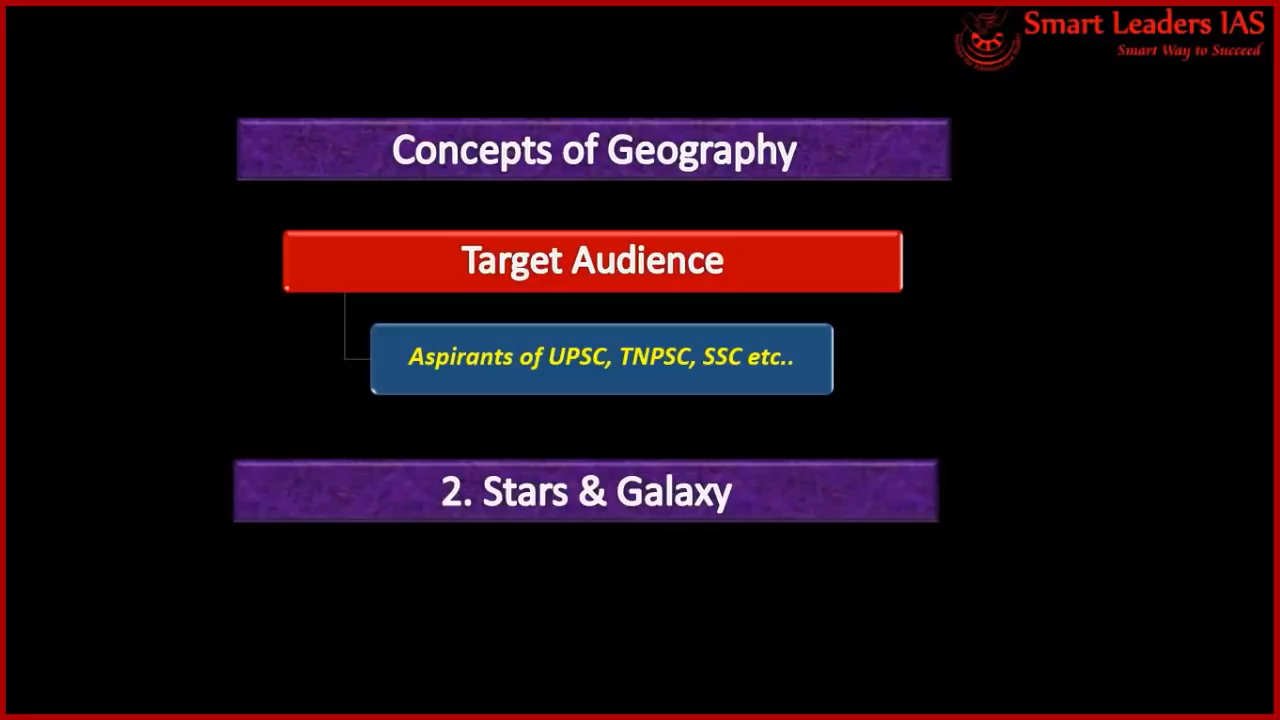 Smart Leaders IAS
Smart Way to Succeed
Concepts of Geography
Target Audience
Aspirants of UPSC, TNPSC, SSC etc..
2. Stars & Galaxy